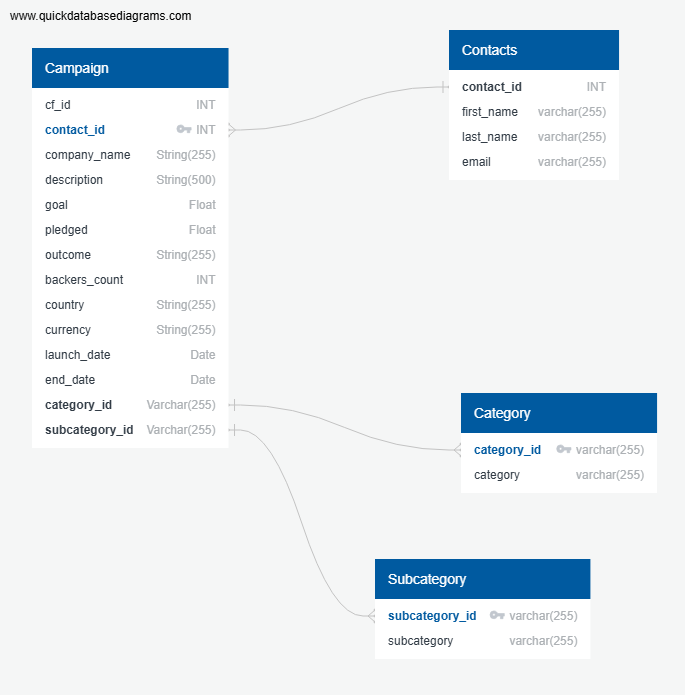 www.quickdatabasediagrams.com
Campaign
cf_id INT
contact_id INT
company_name String(255)
description String(500)
goal Float
pledged Float
outcome String(255)
backers_count INT
country String(255)
currency String(255)
launch_date Date
end_date Date
category_id Varchar(255)
subcategory_id Varchar(255)
Contacts
contact_id INT
first_name varchar(255)
last_name varchar(255)
email varchar(255)
Category
category_id varchar(255)
category varchar(255)
Subcategory
subcategory_id varchar(255)
subcategory varchar(255)